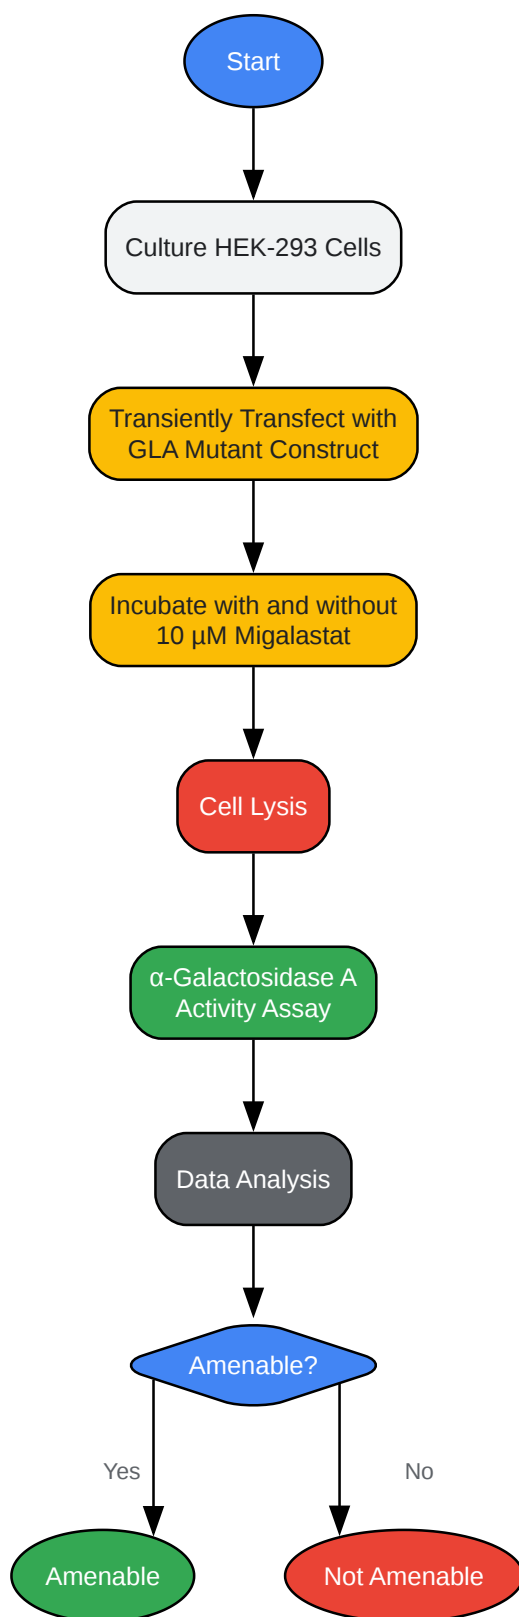 Start
Culture HEK-293 Cells
Transiently Transfect with
GLA Mutant Construct
Incubate with and without
10 µM Migalastat
Cell Lysis
α-Galactosidase A
Activity Assay
Data Analysis
Amenable?
Yes
No
Amenable
Not Amenable